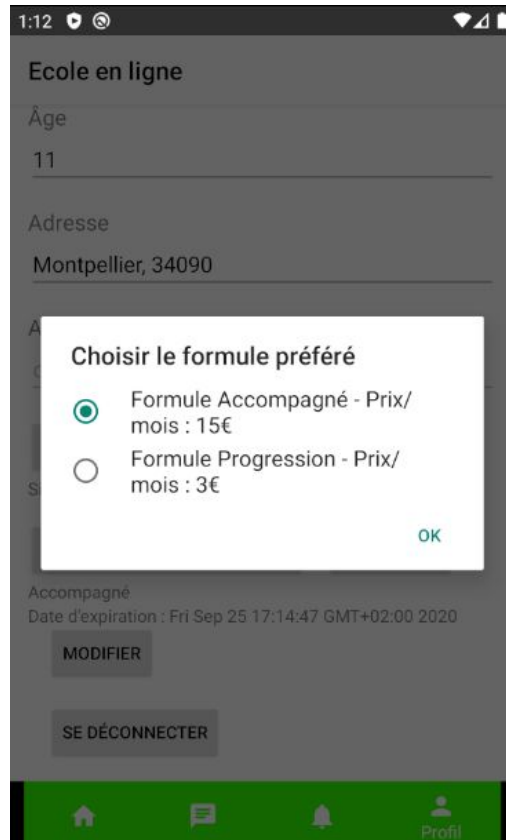 1:12
Ecole en ligne
Âge
11
Adresse
Montpellier, 34090
A
Choisir le formule préféré
Formule Accompagné - Prix/
mois : 15€
Formule Progression - Prix/
mois : 3€
OK
Accompagné
Date d'expiration : Fri Sep 25 17:14:47 GMT+02:00 2020
MODIFIER
SE DÉCONNECTER
Profil